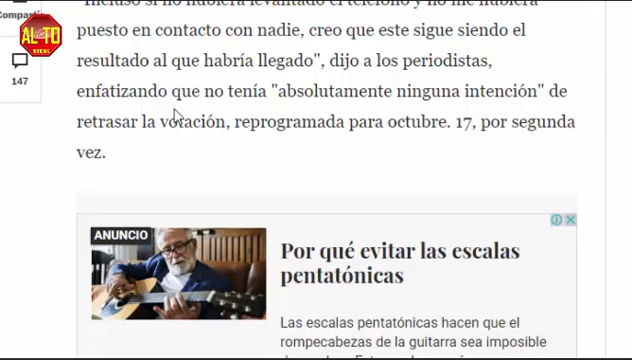 "Incluso si no hubiera levantado el teléfono y no me hubiera
puesto en contacto con nadie, creo que este sigue siendo el
resultado al que habría llegado", dijo a los periodistas,
enfatizando que no tenía "absolutamente ninguna intención" de
retrasar la votación, reprogramada para octubre. 17, por segunda
vez.
Compartir
AL-TO
147
ANUNCIO
Por qué evitar las escalas
pentatónicas
Las escalas pentatónicas hacen que el
rompecabezas de la guitarra sea imposible